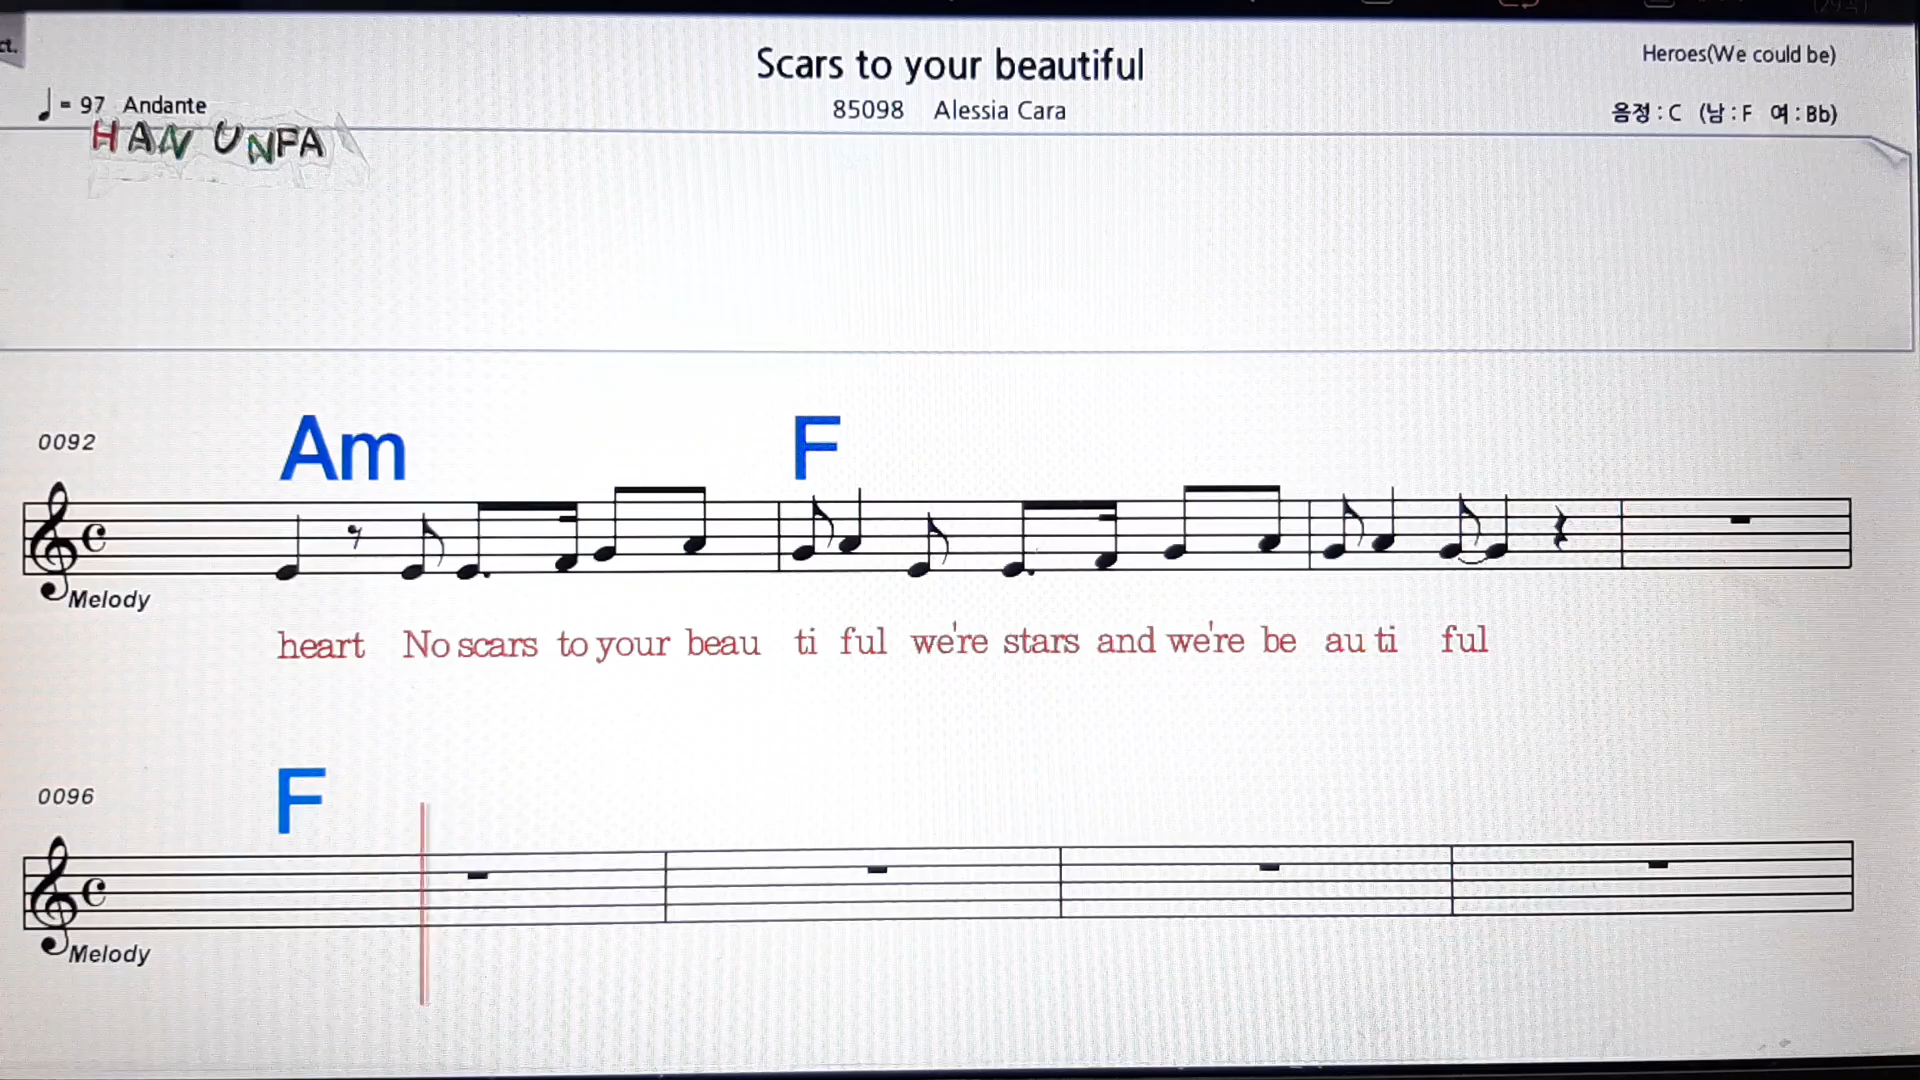 ct.
Scars to your beautiful
Heroes(We could be)
♩ = 97 Andante
85098 Alessia Cara
음정 : C (남 : F 여 : Bb)
HAN UNFA
0092
Am F
Melody
heart No scars to your beau ti ful we're stars and we're be au ti ful
0096
F
Melody